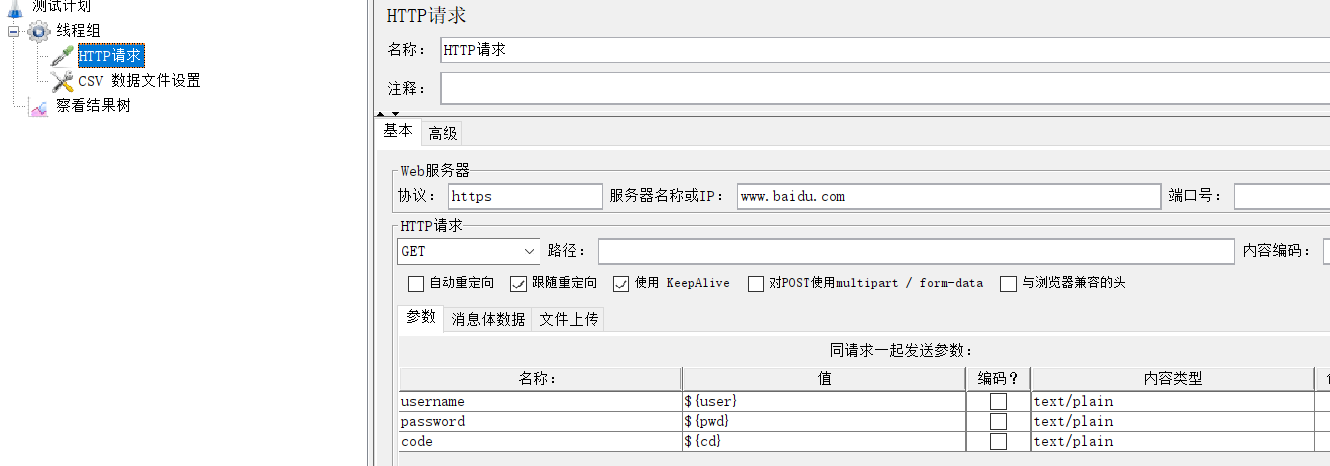 测试计划
线程组
HTTP请求
CSV 数据文件设置
察看结果树
HTTP请求
名称： HTTP请求
注释：
基本 高级
Web服务器
协议： https 服务器名称或IP： www.baidu.com 端口号：
HTTP请求
GET 路径： 内容编码：
自动重定向 跟随重定向 使用 KeepAlive 对POST使用multipart / form-data 与浏览器兼容的头
参数 消息体数据 文件上传
同请求一起发送参数：
名称： 值 编码？ 内容类型
username ${user} text/plain
password ${pwd} text/plain
code ${cd} text/plain